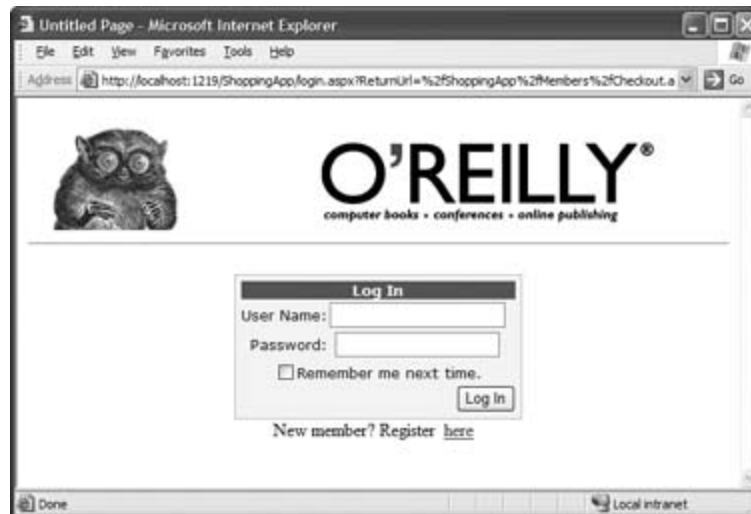 Untitled Page - Microsoft Internet Explorer
File Edit View Favorites Tools Help
Address http://localhost:1219/ShoppingApp/login.aspx?ReturnUrl=%2fShoppingApp%2fMembers%2fCheckout.a Go
O'REILLY®
computer books • conferences • online publishing
Log In
User Name:
Password:
Remember me next time.
Log In
New member? Register here
Done Local intranet